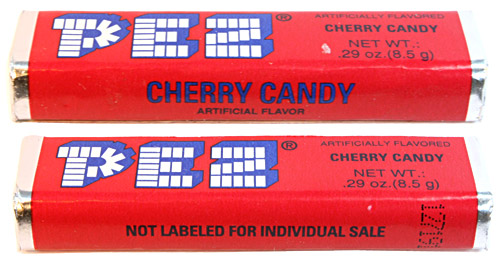 PEZ®
ARTIFICIALLY FLAVORED
CHERRY CANDY
NET WT.:
.29 oz.(8.5 g)
CHERRY CANDY
ARTIFICIAL FLAVOR
PEZ®
ARTIFICIALLY FLAVORED
CHERRY CANDY
NET WT.:
.29 oz.(8.5 g)
NOT LABELED FOR INDIVIDUAL SALE